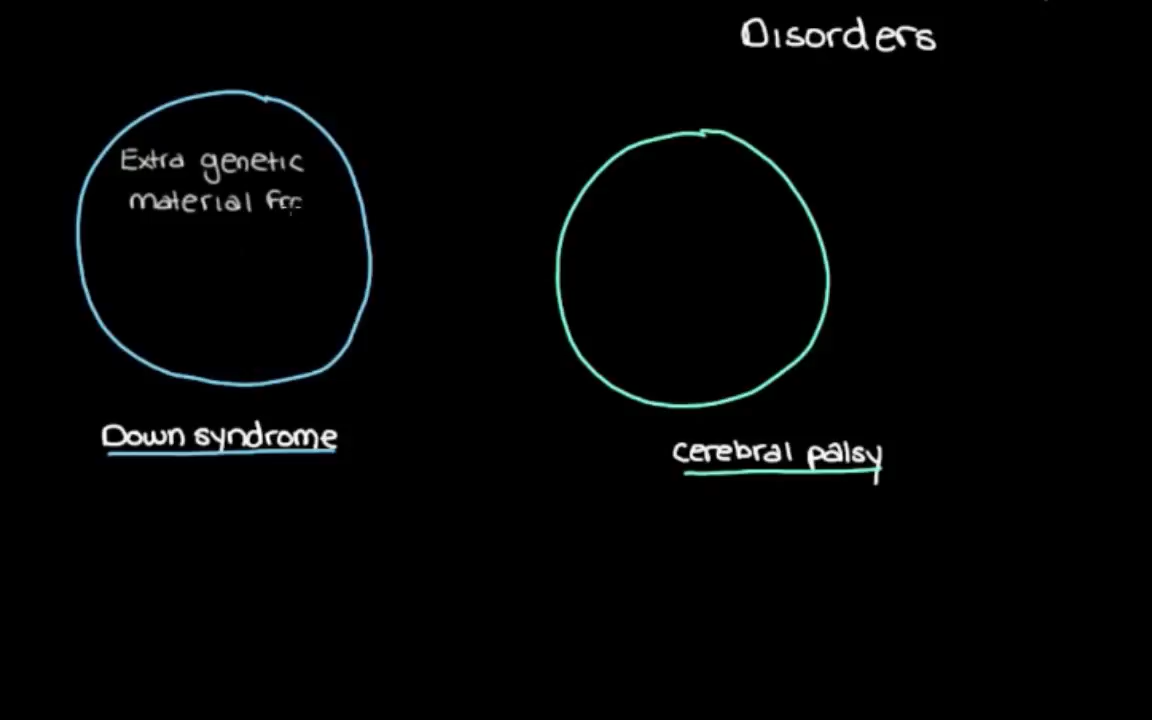 Disorders
Extra genetic
material
Down syndrome
cerebral palsy